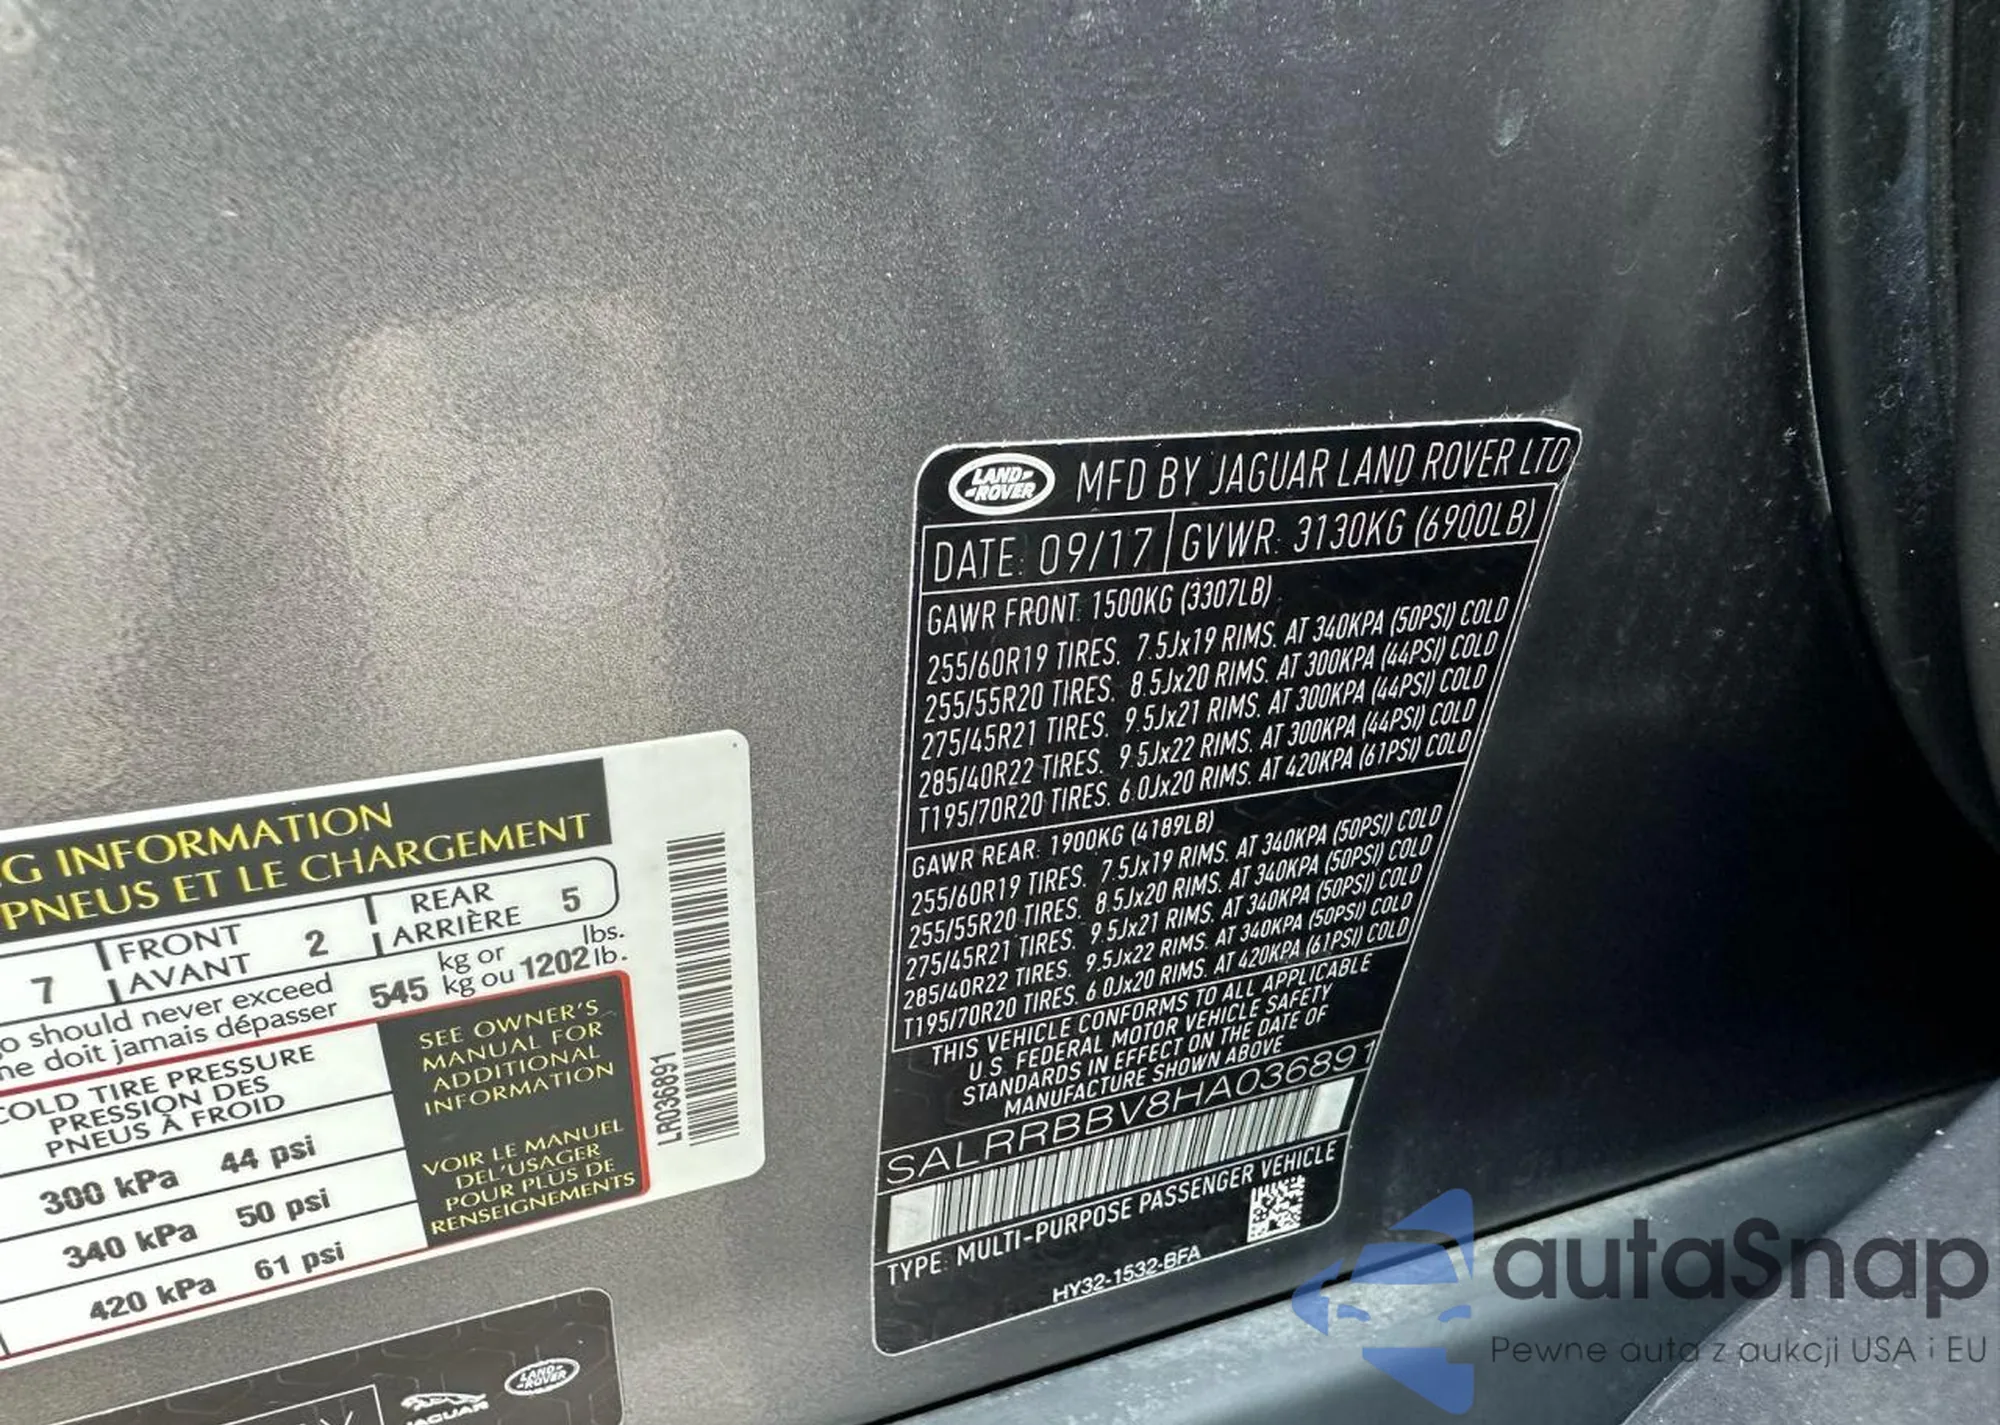 LAND-
-ROVER
MFD BY JAGUAR LAND ROVER LTD
DATE: 09/17 GVWR: 3130KG (6900LB)
GAWR FRONT: 1500KG (3307LB)
255/60R19 TIRES. 7.5Jx19 RIMS. AT 340KPA (50PSI) COLD
255/55R20 TIRES. 8.5Jx20 RIMS. AT 300KPA (44PSI) COLD
275/45R21 TIRES. 9.5Jx21 RIMS. AT 300KPA (44PSI) COLD
285/40R22 TIRES. 9.5Jx22 RIMS. AT 300KPA (44PSI) COLD
T195/70R20 TIRES. 6.0Jx20 RIMS. AT 420KPA (61PSI) COLD
GAWR REAR: 1900KG (4189LB)
255/60R19 TIRES. 7.5Jx19 RIMS. AT 340KPA (50PSI) COLD
255/55R20 TIRES. 8.5Jx20 RIMS. AT 340KPA (50PSI) COLD
275/45R21 TIRES. 9.5Jx21 RIMS. AT 340KPA (50PSI) COLD
285/40R22 TIRES. 9.5Jx22 RIMS. AT 340KPA (50PSI) COLD
T195/70R20 TIRES. 6.0Jx20 RIMS. AT 420KPA (61PSI) COLD
THIS VEHICLE CONFORMS TO ALL APPLICABLE
U.S. FEDERAL MOTOR VEHICLE SAFETY
STANDARDS IN EFFECT ON THE DATE OF
MANUFACTURE SHOWN ABOVE
SALRRBBV8HA036891
TYPE: MULTI-PURPOSE PASSENGER VEHICLE
HY32-1532-BFA
G INFORMATION
PNEUS ET LE CHARGEMENT
7 FRONT
AVANT 2 REAR
ARRIÈRE 5
o should never exceed
ne doit jamais dépasser 545 kg or
kg ou 1202 lbs.
lb.
COLD TIRE PRESSURE
PRESSION DES
PNEUS À FROID
300 kPa 44 psi
340 kPa 50 psi
420 kPa 61 psi
SEE OWNER'S
MANUAL FOR
ADDITIONAL
INFORMATION
VOIR LE MANUEL
DEL'USAGER
POUR PLUS DE
RENSEIGNEMENTS
LR036891
JAGUAR
LAND-
-ROVER
autaSnap
Pewne auta z aukcji USA i EU